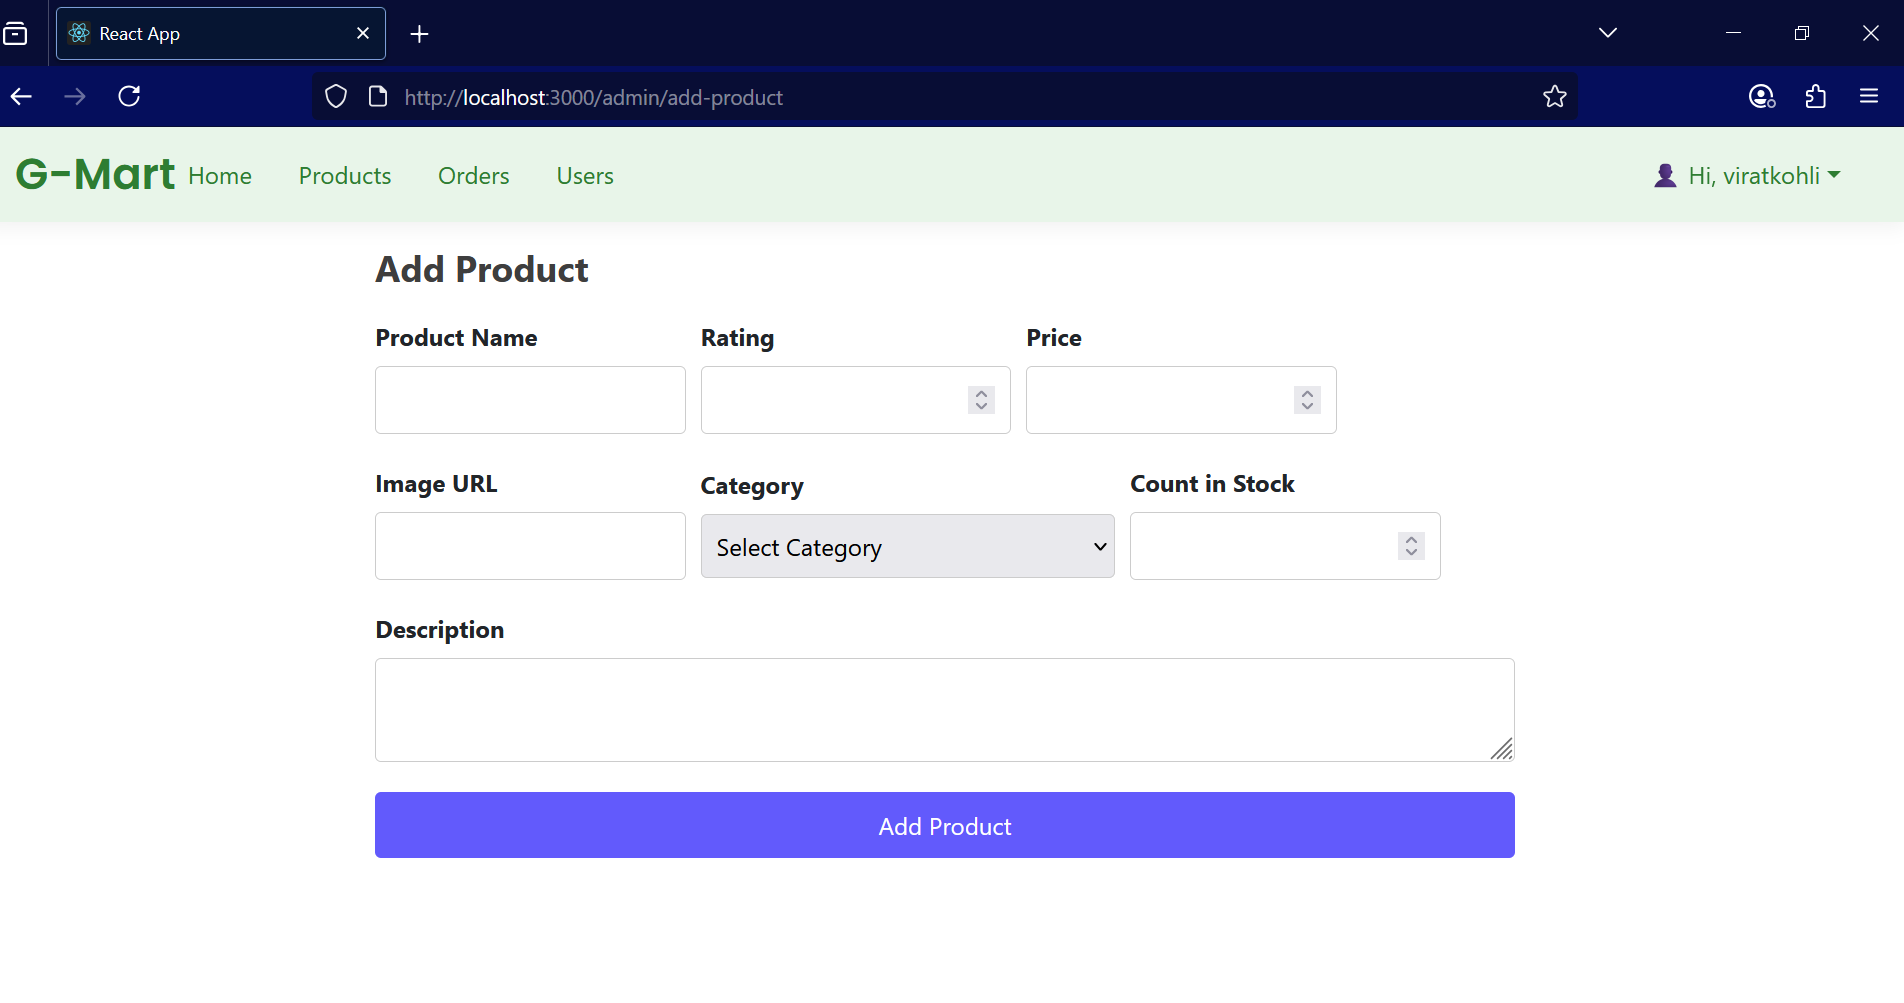 React App
http://localhost:3000/admin/add-product
G-Mart Home Products Orders Users Hi, viratkohli
Add Product
Product Name Rating Price
Image URL Category Count in Stock
Select Category
Description
Add Product